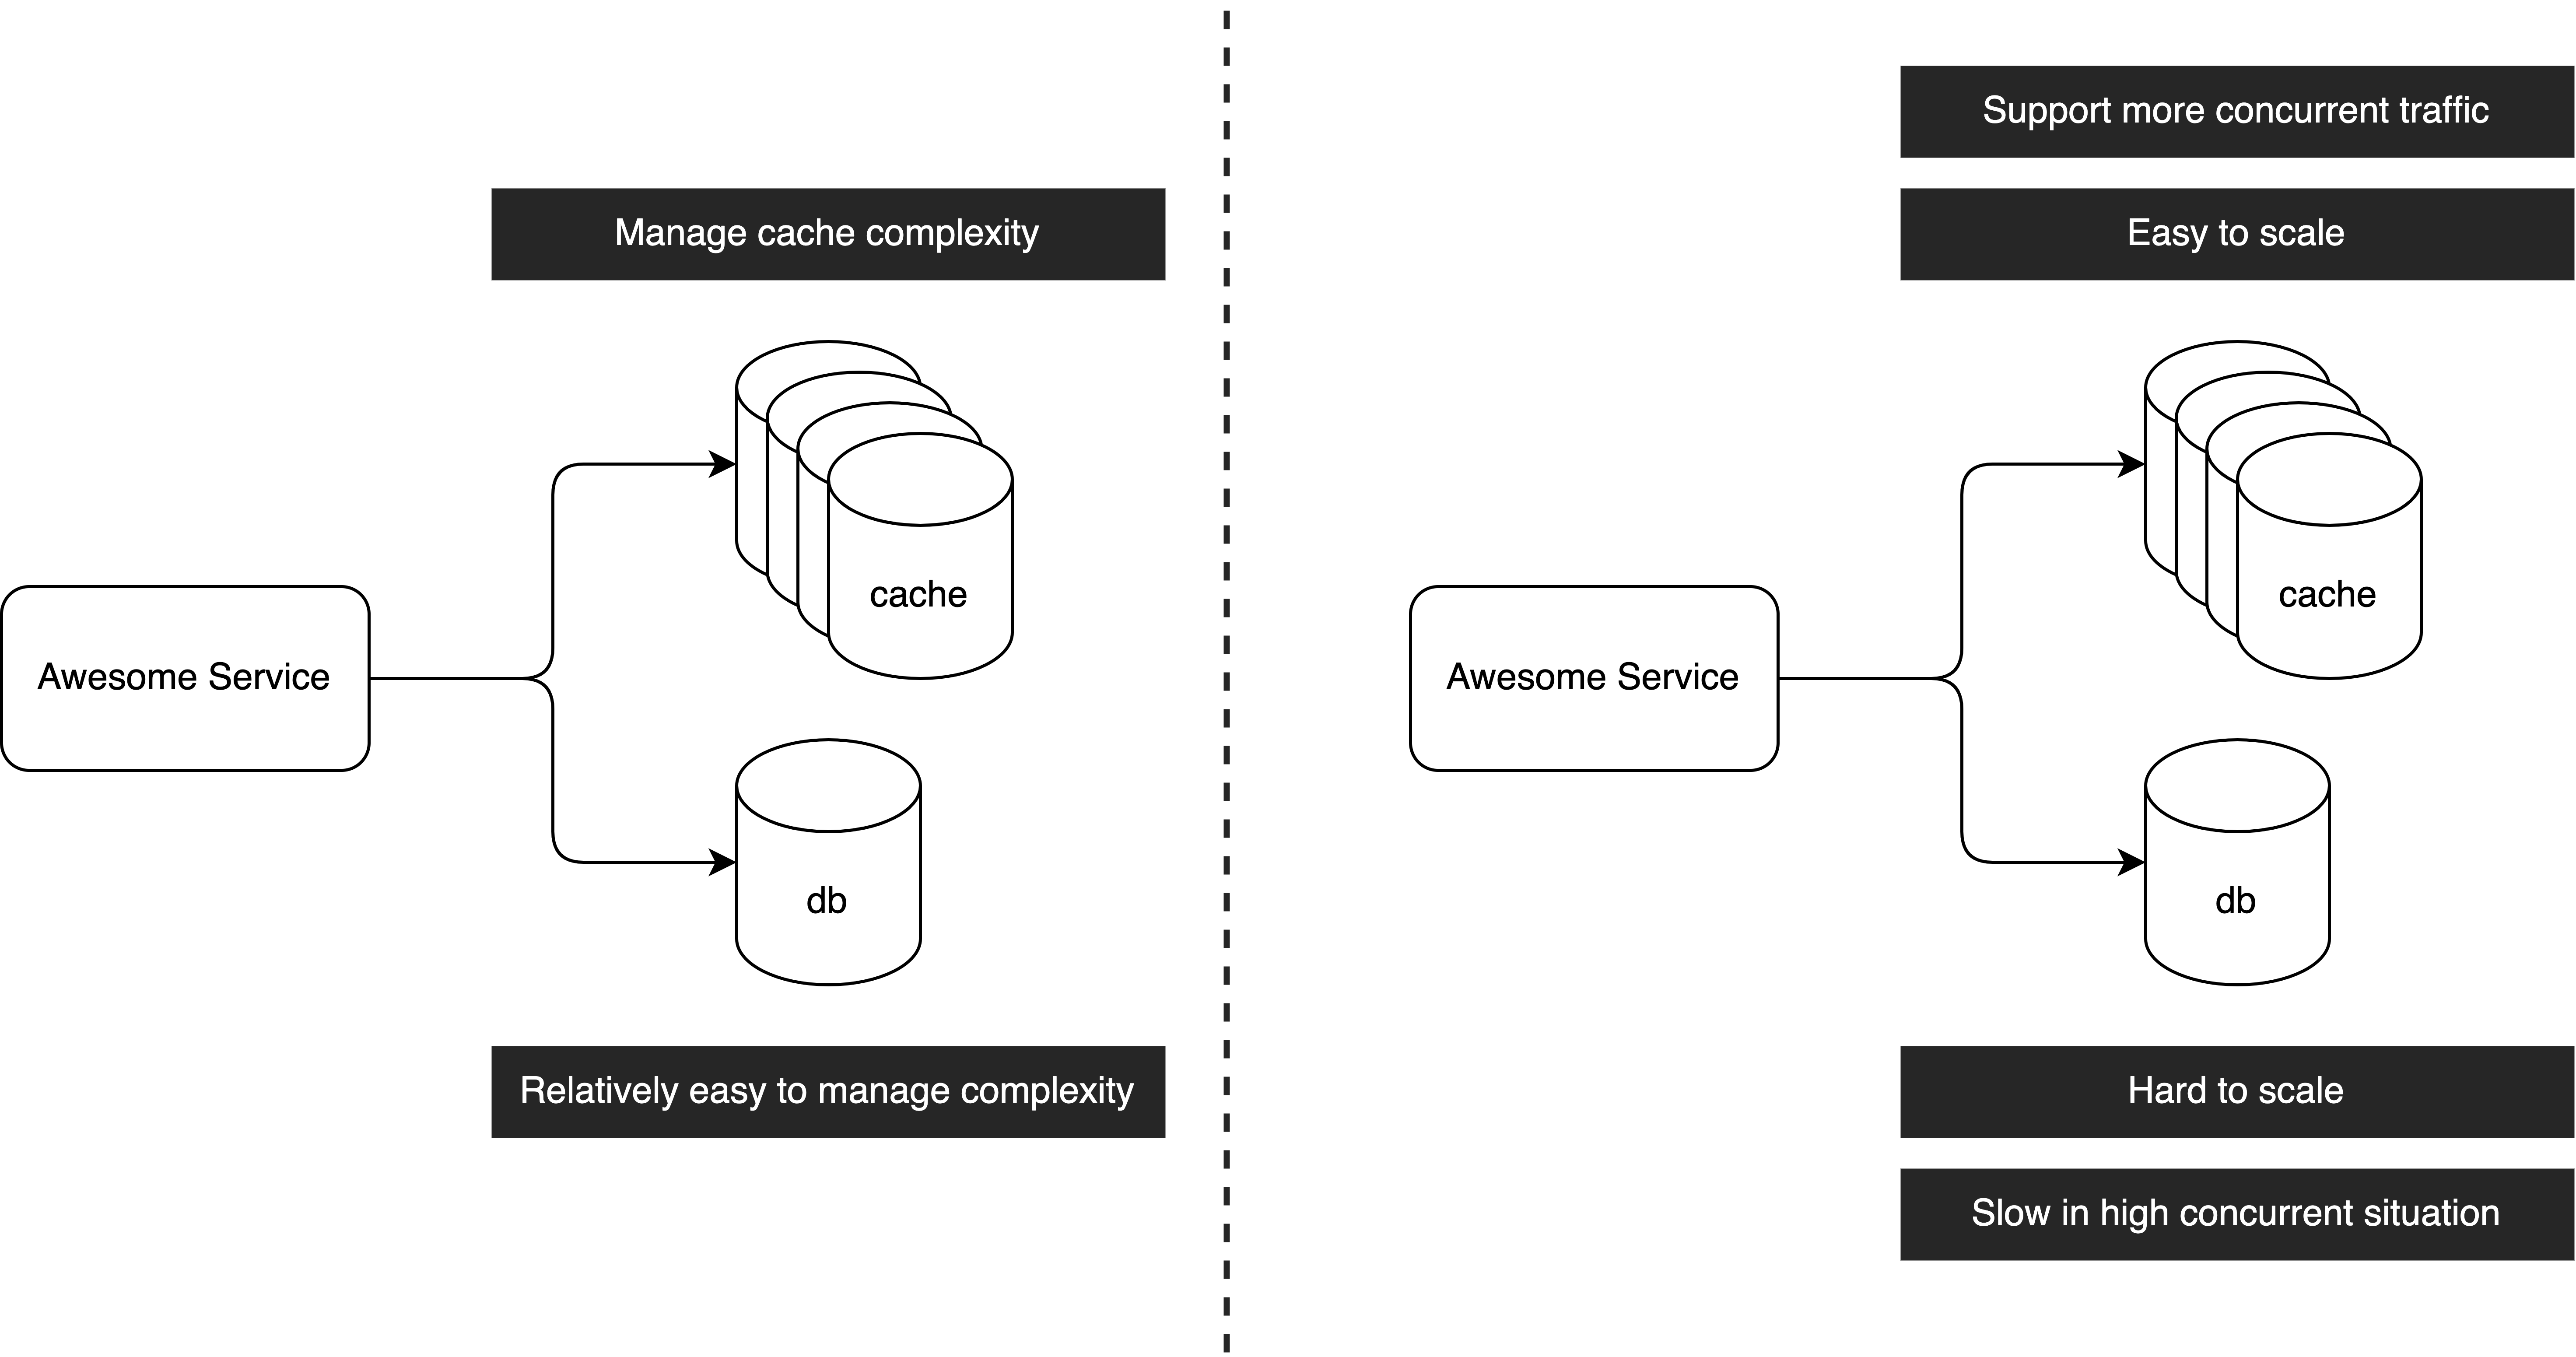 Manage cache complexity
cache
Awesome Service
db
Relatively easy to manage complexity
Support more concurrent traffic
Easy to scale
cache
Awesome Service
db
Hard to scale
Slow in high concurrent situation